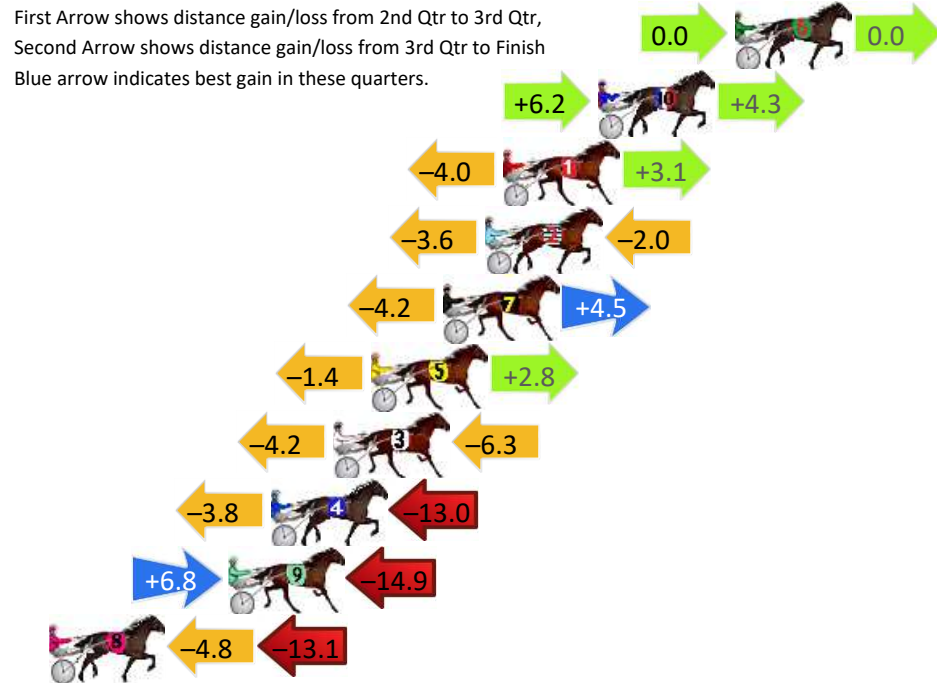 First Arrow shows distance gain/loss from 2nd Qtr to 3rd Qtr,
Second Arrow shows distance gain/loss from 3rd Qtr to Finish
Blue arrow indicates best gain in these quarters.
0.0 6 0.0
+6.2 10 +4.3
–4.0 1 +3.1
–3.6 2 –2.0
–4.2 7 +4.5
–1.4 5 +2.8
–4.2 3 –6.3
–3.8 4 –13.0
+6.8 9 –14.9
8 –4.8 –13.1